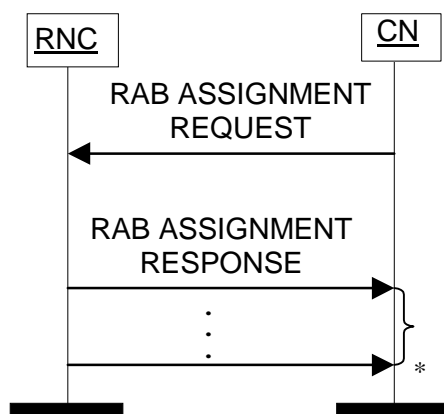 RNC
CN
RAB ASSIGNMENT
REQUEST
RAB ASSIGNMENT
RESPONSE
.
.
.
*